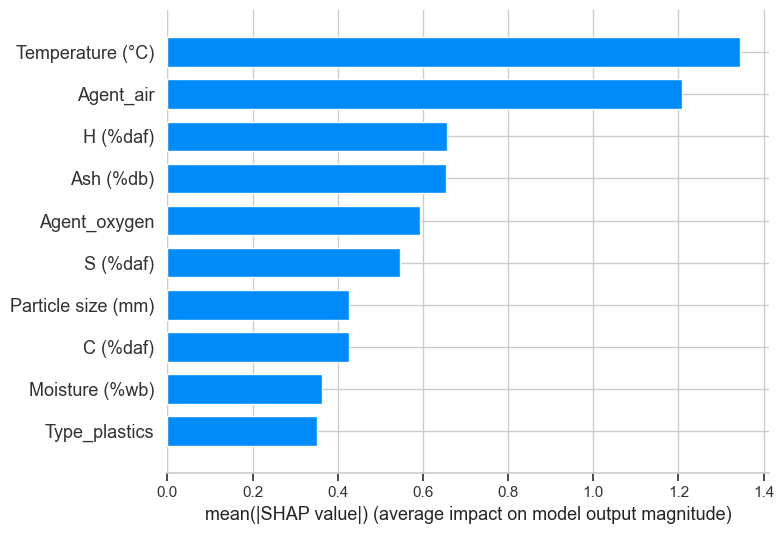 Temperature (°C)
Agent_air
H (%daf)
Ash (%db)
Agent_oxygen
S (%daf)
Particle size (mm)
C (%daf)
Moisture (%wb)
Type_plastics
0.0 0.2 0.4 0.6 0.8 1.0 1.2 1.4
mean(|SHAP value|) (average impact on model output magnitude)